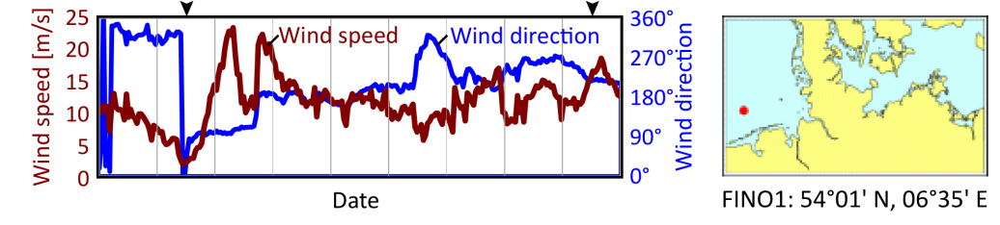 Wind speed [m/s]
25
20
15
10
5
0
Wind speed
Wind direction
360°
270°
180°
90°
0°
Wind direction
Date
FINO1: 54°01' N, 06°35' E